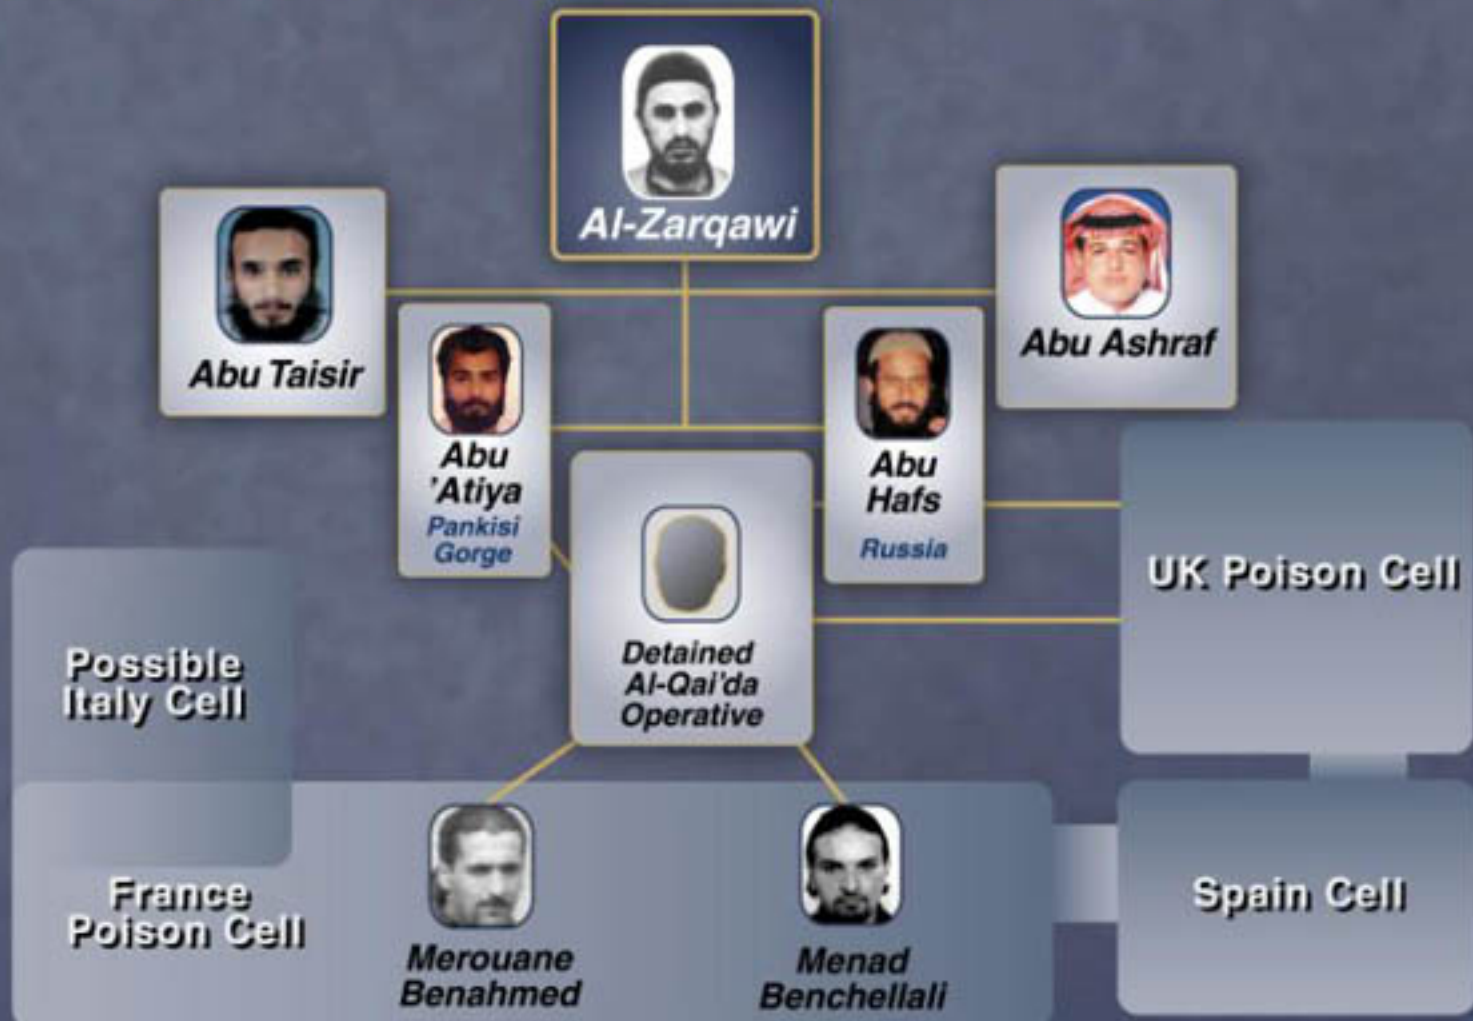 Al-Zarqawi
Abu Taisir
Abu Ashraf
Abu
'Atiya
Pankisi
Gorge
Abu
Hafs
Russia
UK Poison Cell
Detained
Al-Qai'da
Operative
Possible
Italy Cell
France
Poison Cell
Merouane
Benahmed
Menad
Benchellali
Spain Cell